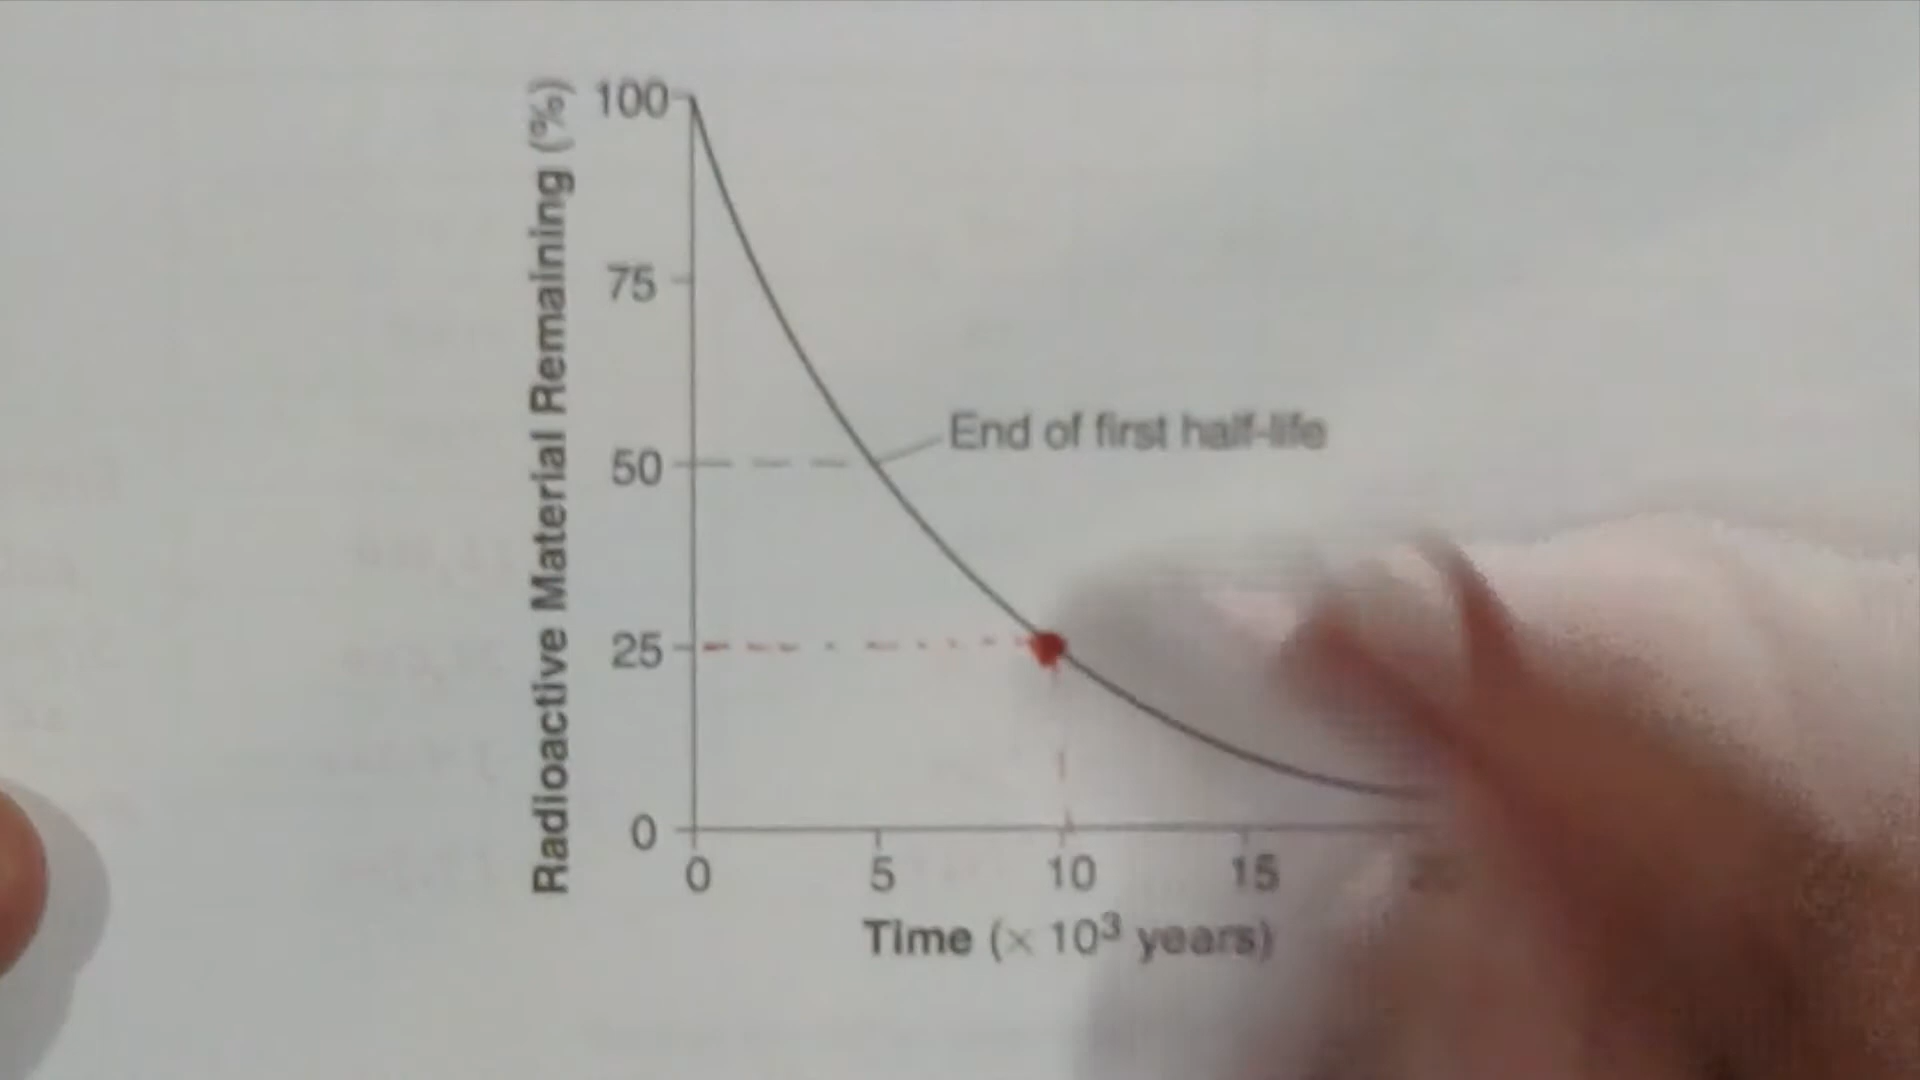 Radioactive Material Remaining (%)
100
75
50
25
0
End of first half-life
0 5 10 15
Time (× 10³ years)